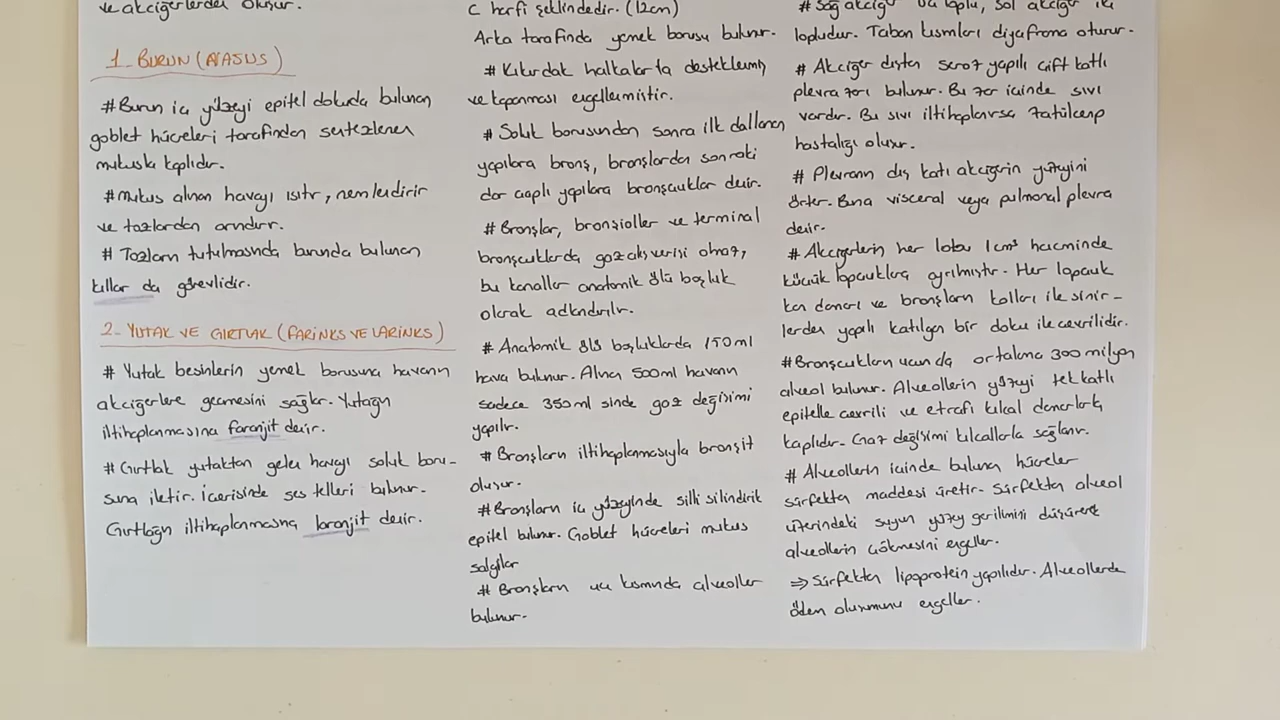 ve akciğerlerden oluşur.
1- BURUN (NASUS)
#Burun iç yüzeyi epitel dokuda bulunan
goblet hücreleri tarafından sentezlenen
mukusla kaplıdır.
#Mukus alınan havayı ısıtır, nemlendirir
ve tozlardan arındırır.
# Tozların tutulmasında burunda bulunan
kıllar da görevlidir.
2- YUTAK VE GIRTLAK (FARİNKS VE LARİNKS)
# Yutak besinlerin yemek borusuna havanın
akciğerlere geçmesini sağlar. Yutağın
iltihaplanmasına faranjit denir.
# Gırtlak yutaktan gelen havayı soluk boru-
suna iletir. İçerisinde ses telleri bulunur.
Gırtlağın iltihaplanmasına laranjit denir.
C harfi şeklindedir. (12cm)
Arka tarafında yemek borusu bulunur.
# Kıkırdak halkalarla desteklenmiş
ve kapanması engellenmiştir.
# Soluk borusundan sonra ilk dallanan
yapılara bronş, bronşlardan sonraki
dar çaplı yapılara bronşçuklar denir.
# Bronşlar, bronşioller ve terminal
bronşçuklarda gaz alışverişi olmaz,
bu kanallar anatomik ölü boşluk
olarak adlandırılır.
# Anatomik ölü boşluklarda 150ml
hava bulunur. Alınan 500ml havanın
sadece 350ml sinde gaz değişimi
yapılır.
# Bronşların iltihaplanmasıyla bronşit
oluşur.
#Bronşların iç yüzeyinde silli silindirik
epitel bulunur. Goblet hücreleri mukus
salgılar
# Bronşların uç kısmında alveoller
bulunur.
# Sağ akciğer üç loplu, sol akciğer iki
lopludur. Taban kısımları diyaframa oturur.
# Akciğer dıştan seroz yapılı çift katlı
plevra zarı bulunur. Bu zar içinde sıvı
vardır. Bu sıvı iltihaplanırsa zatülcenp
hastalığı oluşur.
# Plevranın dış katı akciğerin yüzeyini
örter. Buna visceral veya pulmonal plevra
denir.
# Akciğerlerin her lobu 1cm³ hacminde
küçük lopçuklara ayrılmıştır. Her lopçuk
kan damarı ve bronşların kolları ile sinir-
lerden yapılı katılgan bir doku ile çevrilidir.
#Bronşçukların ucunda ortalama 300 milyon
alveol bulunur. Alveollerin yüzeyi tek katlı
epitelle çevrili ve etrafı kılcal damarlarla
kaplıdır. Gaz değişimi kılcallarla sağlanır.
# Alveollerin içinde bulunan hücreler
sürfektan maddesi üretir. Sürfektan alveol
üzerindeki suyun yüzey gerilimini düşürerek
alveollerin çökmesini engeller.
⇒ Sürfektan lipoprotein yapılıdır. Alveollerde
ödem oluşumunu engeller.